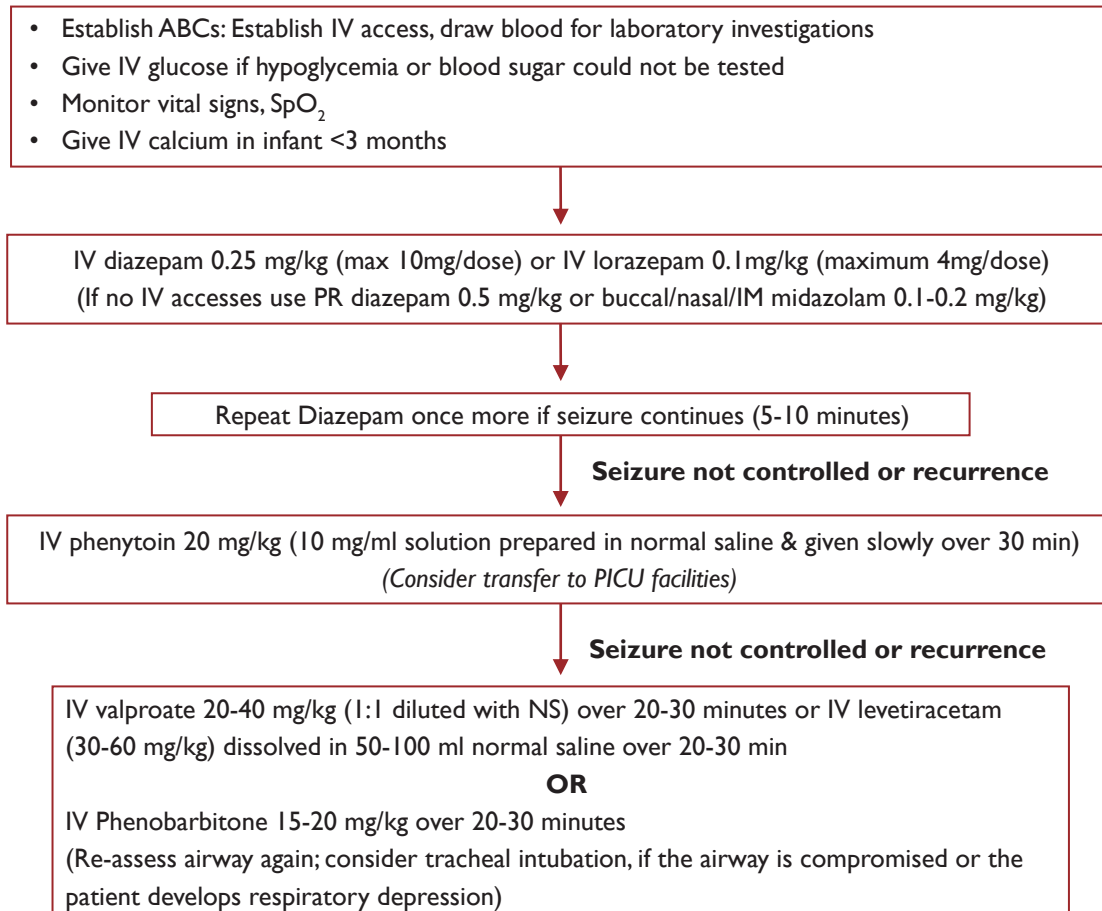 • Establish ABCs: Establish IV access, draw blood for laboratory investigations
• Give IV glucose if hypoglycemia or blood sugar could not be tested
• Monitor vital signs, SpO₂
• Give IV calcium in infant <3 months
IV diazepam 0.25 mg/kg (max 10mg/dose) or IV lorazepam 0.1mg/kg (maximum 4mg/dose)
(If no IV accesses use PR diazepam 0.5 mg/kg or buccal/nasal/IM midazolam 0.1-0.2 mg/kg)
Repeat Diazepam once more if seizure continues (5-10 minutes)
Seizure not controlled or recurrence
IV phenytoin 20 mg/kg (10 mg/ml solution prepared in normal saline & given slowly over 30 min)
(Consider transfer to PICU facilities)
Seizure not controlled or recurrence
IV valproate 20-40 mg/kg (1:1 diluted with NS) over 20-30 minutes or IV levetiracetam
(30-60 mg/kg) dissolved in 50-100 ml normal saline over 20-30 min
OR
IV Phenobarbitone 15-20 mg/kg over 20-30 minutes
(Re-assess airway again; consider tracheal intubation, if the airway is compromised or the
patient develops respiratory depression)